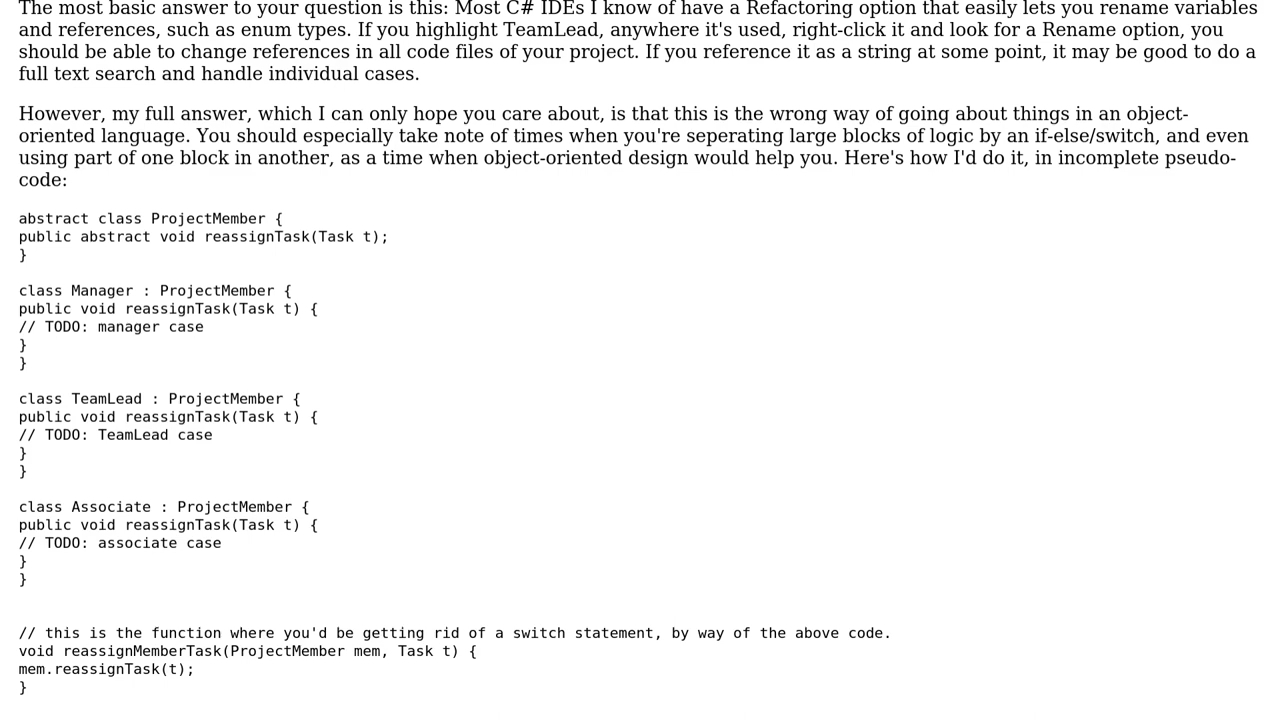 The most basic answer to your question is this: Most C# IDEs I know of have a Refactoring option that easily lets you rename variables
and references, such as enum types. If you highlight TeamLead, anywhere it's used, right-click it and look for a Rename option, you
should be able to change references in all code files of your project. If you reference it as a string at some point, it may be good to do a
full text search and handle individual cases.
However, my full answer, which I can only hope you care about, is that this is the wrong way of going about things in an object-
oriented language. You should especially take note of times when you're seperating large blocks of logic by an if-else/switch, and even
using part of one block in another, as a time when object-oriented design would help you. Here's how I'd do it, in incomplete pseudo-
code:
abstract class ProjectMember {
public abstract void reassignTask(Task t);
}
class Manager : ProjectMember {
public void reassignTask(Task t) {
// TODO: manager case
}
}
class TeamLead : ProjectMember {
public void reassignTask(Task t) {
// TODO: TeamLead case
}
}
class Associate : ProjectMember {
public void reassignTask(Task t) {
// TODO: associate case
}
}
// this is the function where you'd be getting rid of a switch statement, by way of the above code.
void reassignMemberTask(ProjectMember mem, Task t) {
mem.reassignTask(t);
}